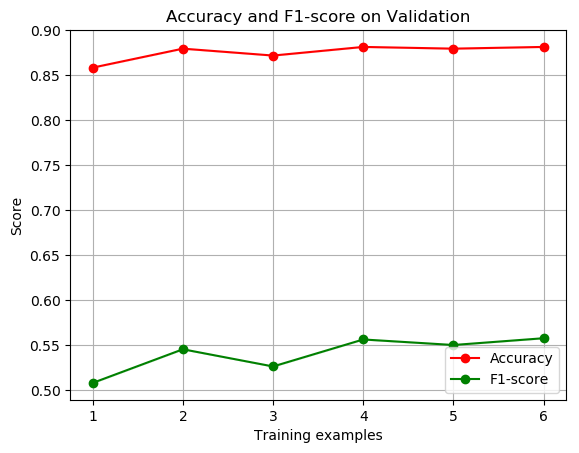 Accuracy and F1-score on Validation
0.90
0.85
0.80
0.75
0.70
0.65
0.60
0.55
0.50
Score
Accuracy
F1-score
1 2 3 4 5 6
Training examples